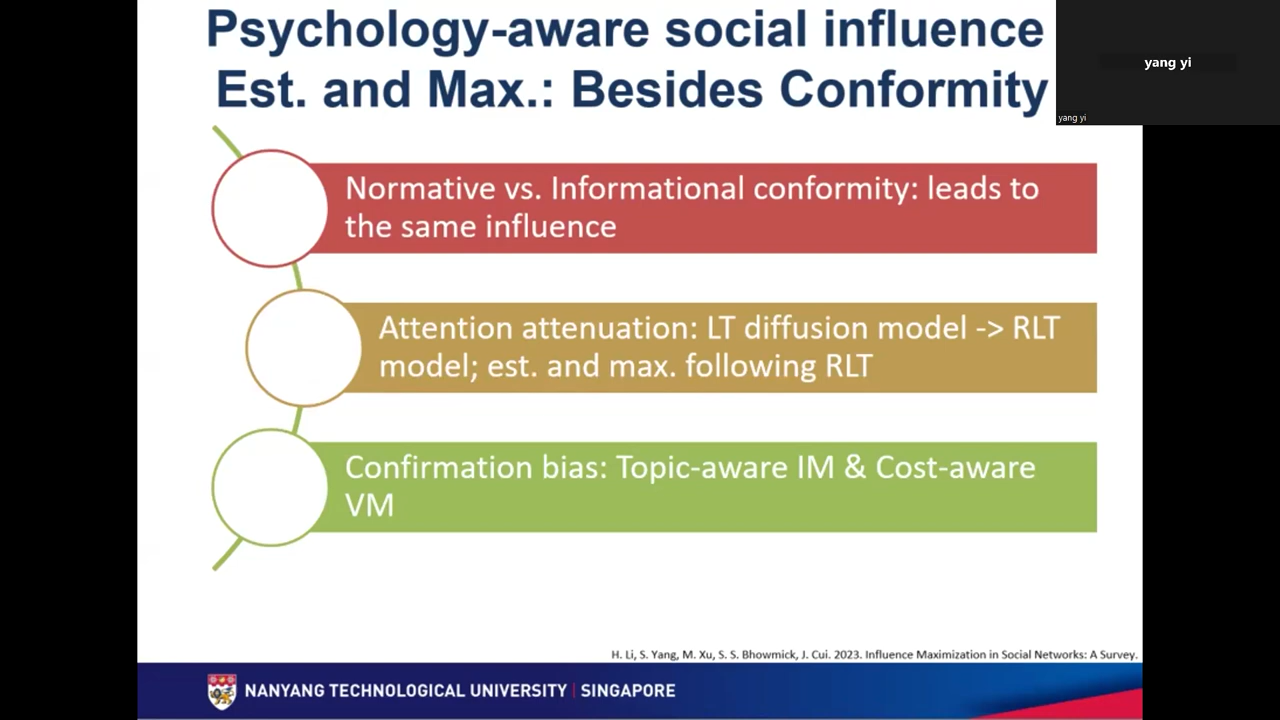 Psychology-aware social influence
Est. and Max.: Besides Conformity
yang yi
yang yi
Normative vs. Informational conformity: leads to
the same influence
Attention attenuation: LT diffusion model -> RLT
model; est. and max. following RLT
Confirmation bias: Topic-aware IM & Cost-aware
VM
H. Li, S. Yang, M. Xu, S. S. Bhowmick, J. Cui. 2023. Influence Maximization in Social Networks: A Survey.
NANYANG TECHNOLOGICAL UNIVERSITY | SINGAPORE